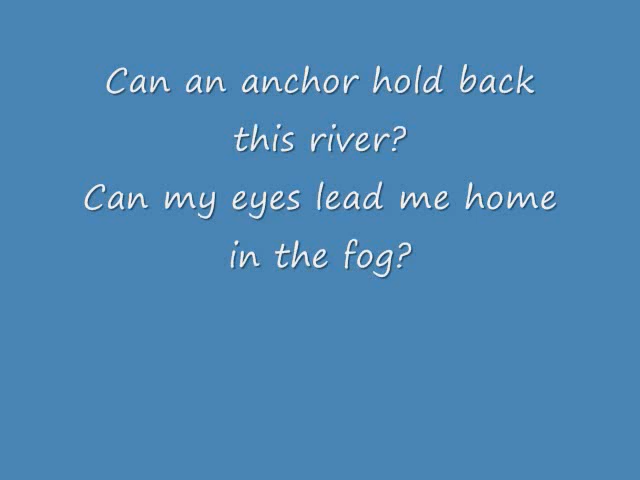 Can an anchor hold back
this river?
Can my eyes lead me home
in the fog?